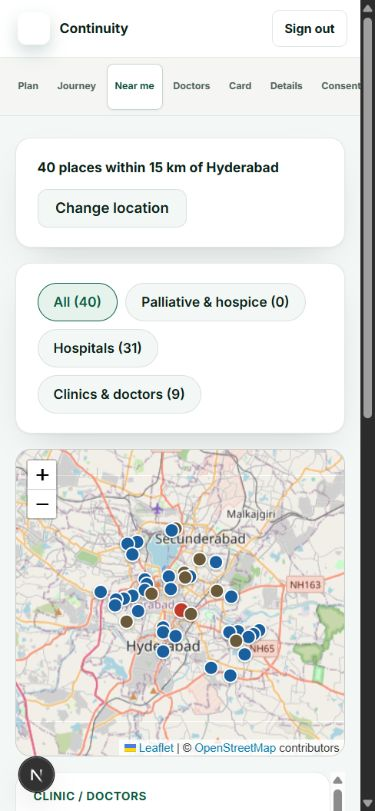 Continuity
Sign out
Plan Journey Near me Doctors Card Details Consent
40 places within 15 km of Hyderabad
Change location
All (40)
Palliative & hospice (0)
Hospitals (31)
Clinics & doctors (9)
+
−
Malkajgiri
Secunderabad
NH163
NH65
Leaflet | © OpenStreetMap contributors
N
CLINIC / DOCTORS